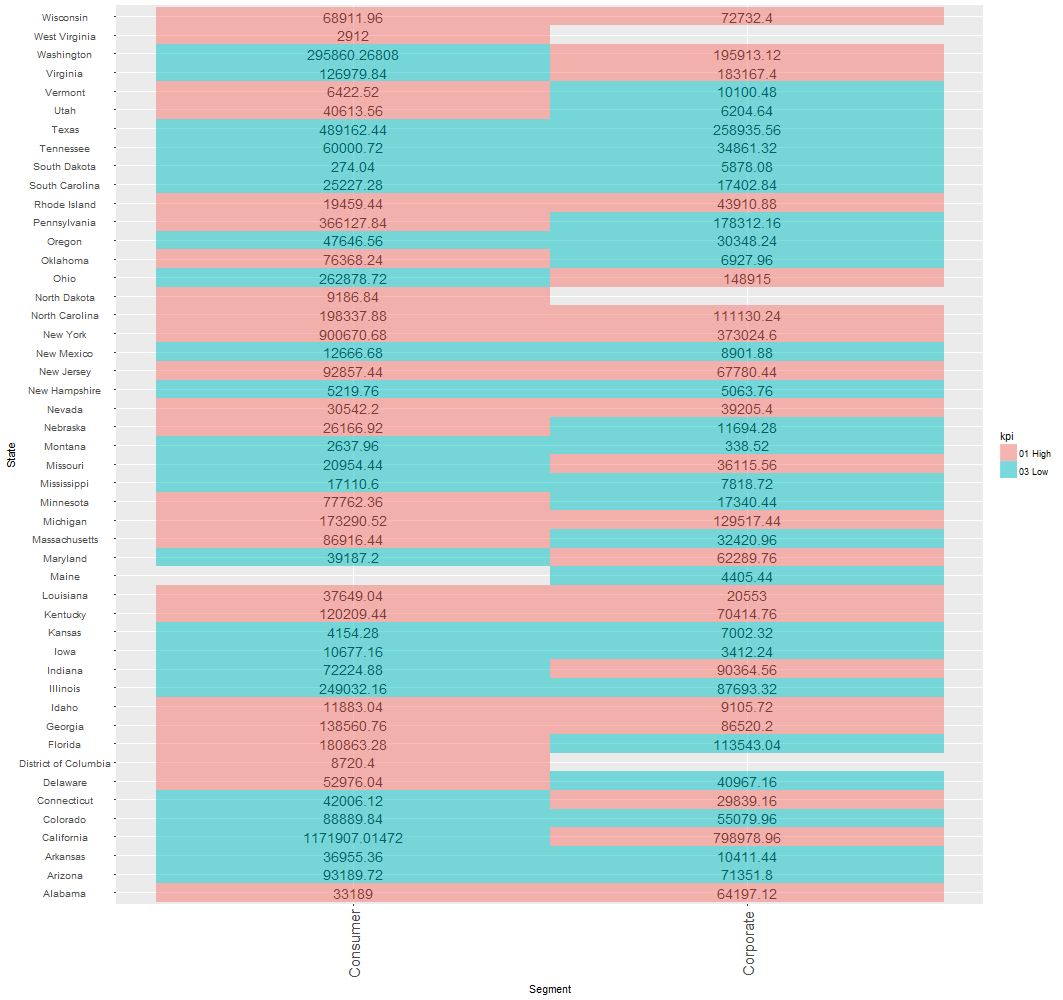 Wisconsin 68911.96 72732.4
West Virginia 2912
Washington 295860.26808 195913.12
Virginia 126979.84 183167.4
Vermont 6422.52 10100.48
Utah 40613.56 6204.64
Texas 489162.44 258935.56
Tennessee 60000.72 34861.32
South Dakota 274.04 5878.08
South Carolina 25227.28 17402.84
Rhode Island 19459.44 43910.88
Pennsylvania 366127.84 178312.16
Oregon 47646.56 30348.24
Oklahoma 76368.24 6927.96
Ohio 262878.72 148915
North Dakota 9186.84
North Carolina 198337.88 111130.24
New York 900670.68 373024.6
New Mexico 12666.68 8901.88
New Jersey 92857.44 67780.44
New Hampshire 5219.76 5063.76
Nevada 30542.2 39205.4
Nebraska 26166.92 11694.28
Montana 2637.96 338.52
Missouri 20954.44 36115.56
Mississippi 17110.6 7818.72
Minnesota 77762.36 17340.44
Michigan 173290.52 129517.44
Massachusetts 86916.44 32420.96
Maryland 39187.2 62289.76
Maine 4405.44
Louisiana 37649.04 20553
Kentucky 120209.44 70414.76
Kansas 4154.28 7002.32
Iowa 10677.16 3412.24
Indiana 72224.88 90364.56
Illinois 249032.16 87693.32
Idaho 11883.04 9105.72
Georgia 138560.76 86520.2
Florida 180863.28 113543.04
District of Columbia 8720.4
Delaware 52976.04 40967.16
Connecticut 42006.12 29839.16
Colorado 88889.84 55079.96
California 1171907.01472 798978.96
Arkansas 36955.36 10411.44
Arizona 93189.72 71351.8
Alabama 33189 64197.12
State
Consumer Corporate
Segment
kpi
01 High
03 Low